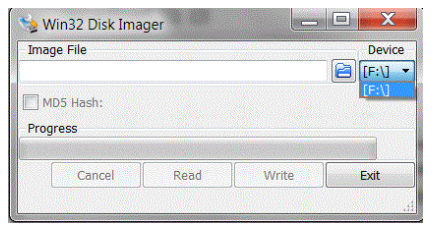 Win32 Disk Imager
Image File
Device
[F:\]
[F:\]
MD5 Hash:
Progress
Cancel
Read
Write
Exit